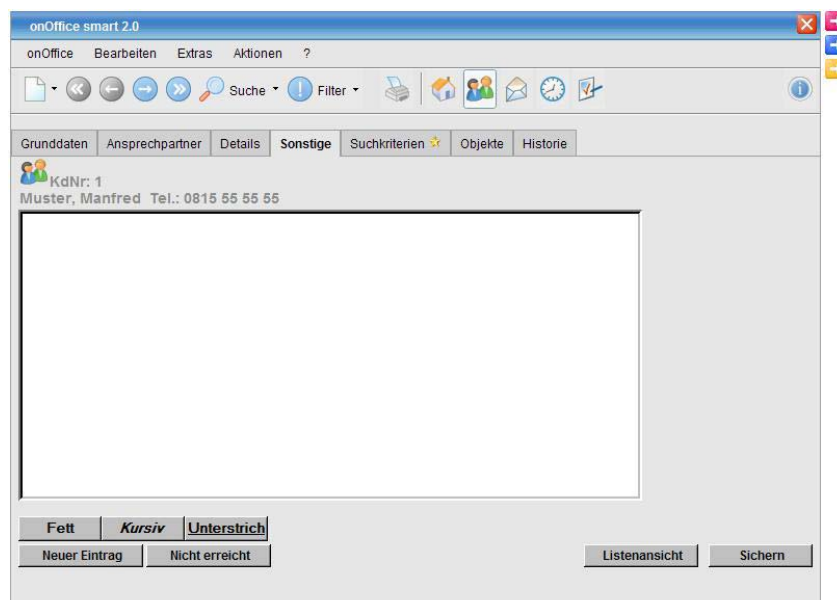 onOffice smart 2.0
onOffice Bearbeiten Extras Aktionen ?
Suche Filter
Grunddaten Ansprechpartner Details Sonstige Suchkriterien Objekte Historie
KdNr: 1
Muster, Manfred Tel.: 0815 55 55 55
Fett Kursiv Unterstrich
Neuer Eintrag Nicht erreicht Listenansicht Sichern